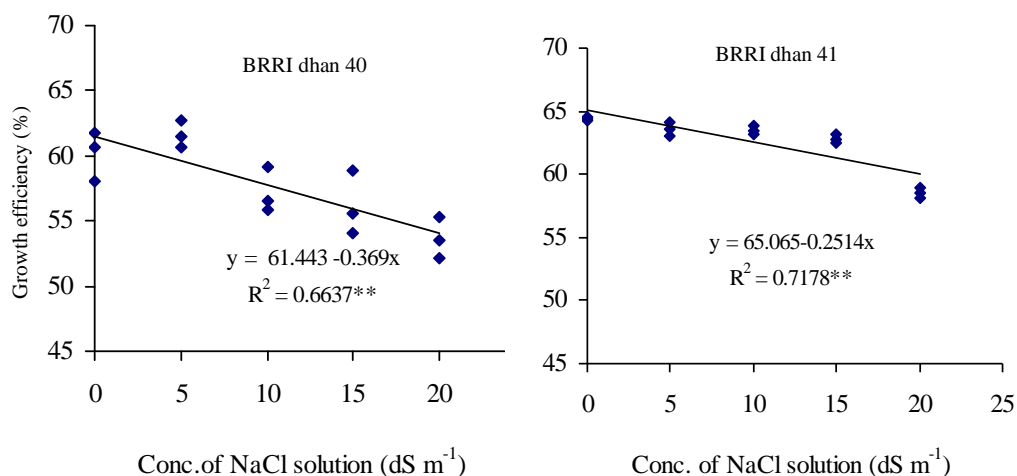 BRRI dhan 40
Growth efficiency (%)
70
65
60
55
50
45
y = 61.443 -0.369x
R² = 0.6637**
0 5 10 15 20
Conc.of NaCl solution (dS m⁻¹)
BRRI dhan 41
70
65
60
55
50
45
y = 65.065-0.2514x
R² = 0.7178**
0 5 10 15 20 25
Conc. of NaCl solution (dS m⁻¹)